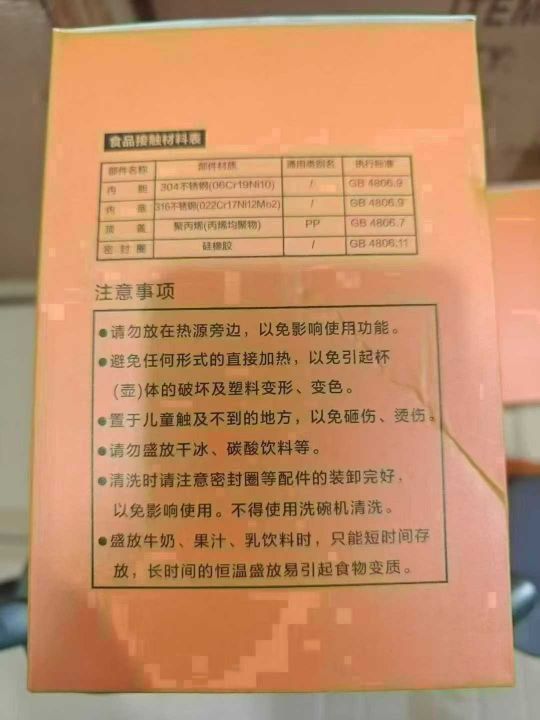 ITEM
食品接触材料表
部件名称 部件材质 通用类别名 执行标准
内 胆 304不锈钢(06Cr19Ni10) / GB 4806.9
内 塞 316不锈钢(022Cr17Ni12Mo2) / GB 4806.9
顶 盖 聚丙烯(丙烯均聚物) PP GB 4806.7
密 封 圈 硅橡胶 / GB 4806.11
注意事项
●请勿放在热源旁边，以免影响使用功能。
●避免任何形式的直接加热，以免引起杯
(壶)体的破坏及塑料变形、变色。
●置于儿童触及不到的地方，以免砸伤、烫伤。
●请勿盛放干冰、碳酸饮料等。
●清洗时请注意密封圈等配件的装卸完好，
以免影响使用。不得使用洗碗机清洗。
●盛放牛奶、果汁、乳饮料时，只能短时间存
放，长时间的恒温盛放易引起食物变质。